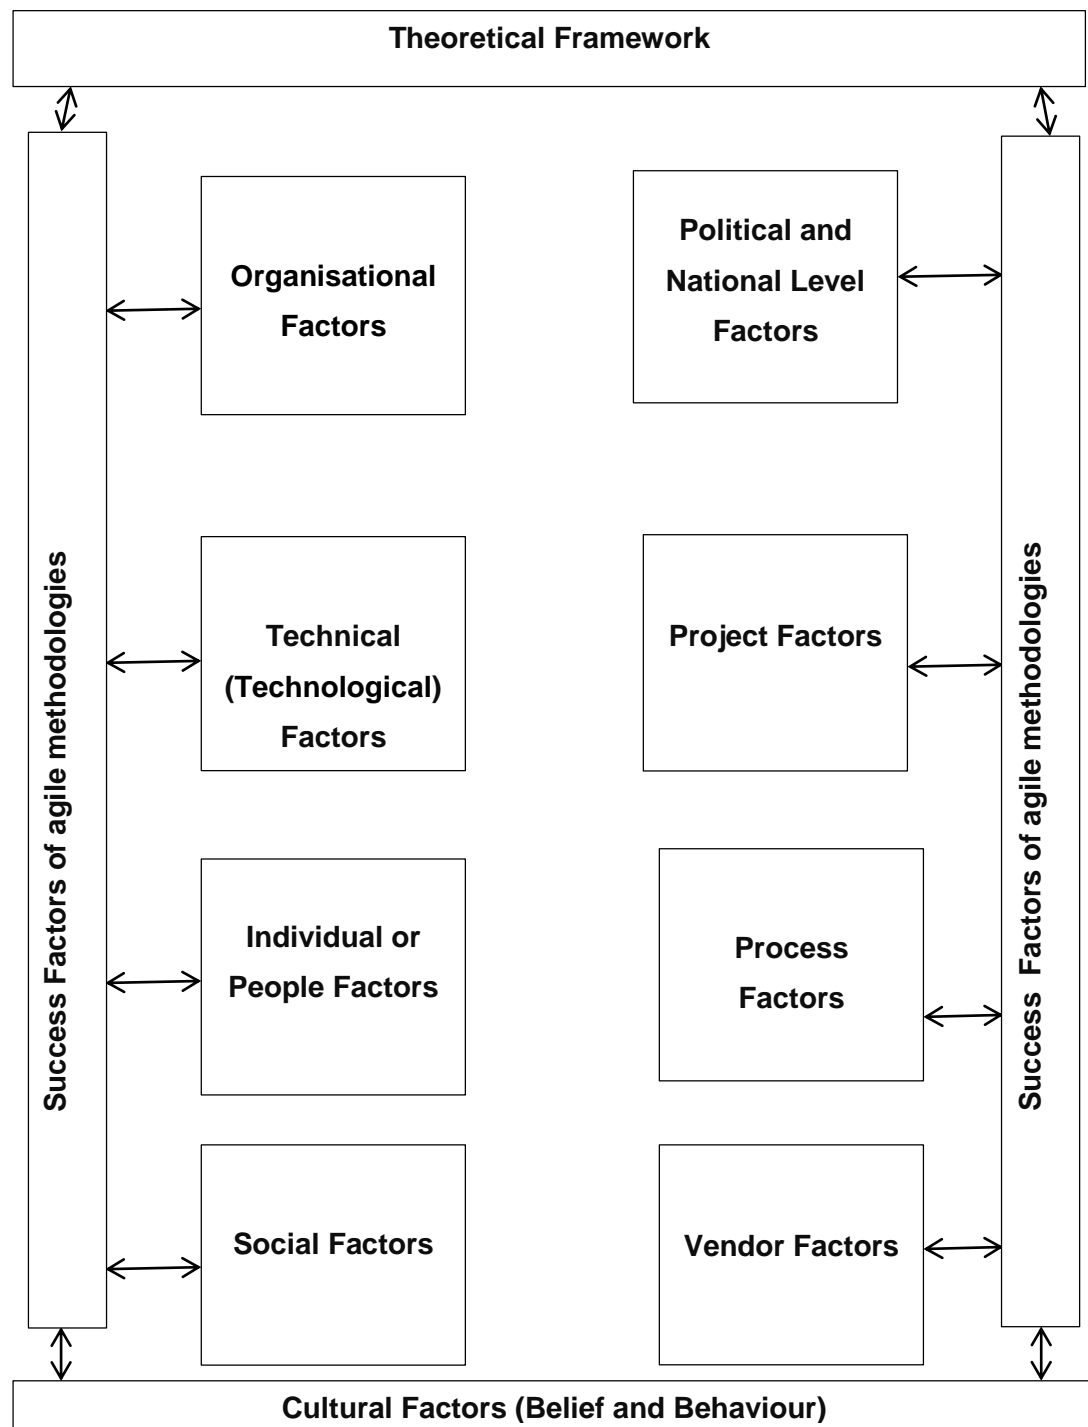 Theoretical Framework
Success Factors of agile methodologies
Organisational
Factors
Technical
(Technological)
Factors
Individual or
People Factors
Social Factors
Political and
National Level
Factors
Project Factors
Process
Factors
Vendor Factors
Success  Factors of agile methodologies
Cultural Factors (Belief and Behaviour)